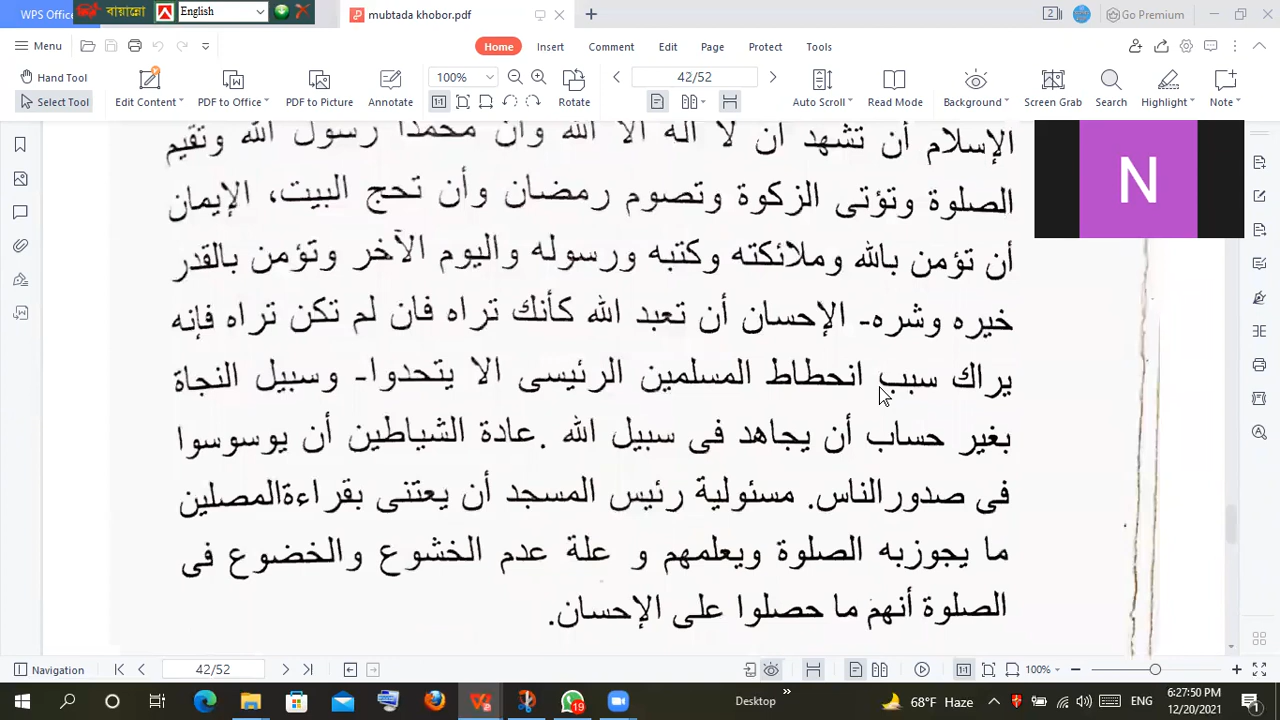 WPS Office
বায়ান্নো
English
mubtada khobor.pdf
Go Premium
Menu
Home Insert Comment Edit Page Protect Tools
Hand Tool
Select Tool
Edit Content
PDF to Office
PDF to Picture
Annotate
100%
Rotate
42/52
Auto Scroll
Read Mode
Background
Screen Grab
Search
Highlight
Note
N
الإسلام أن تشهد ان لا اله الا الله وان محمدا رسول الله وتقيم
الصلوة وتؤتى الزكوة وتصوم رمضان وأن تحج البيت، الإيمان
أن تؤمن بالله وملائكته وكتبه ورسوله واليوم الآخر وتؤمن بالقدر
خيره وشره- الإحسان أن تعبد الله كأنك تراه فان لم تكن تراه فإنه
يراك سبب انحطاط المسلمين الرئيسى الا يتحدوا- وسبيل النجاة
بغير حساب أن يجاهد فى سبيل الله .عادة الشياطين أن يوسوسوا
فى صدورالناس. مسئولية رئيس المسجد أن يعتنى بقراءةالمصلين
ما يجوزبه الصلوة ويعلمهم و علة عدم الخشوع والخضوع فى
الصلوة أنهم ما حصلوا على الإحسان.
Navigation
42/52
100%
19
Desktop
68°F Haze
ENG
6:27:50 PM
12/20/2021